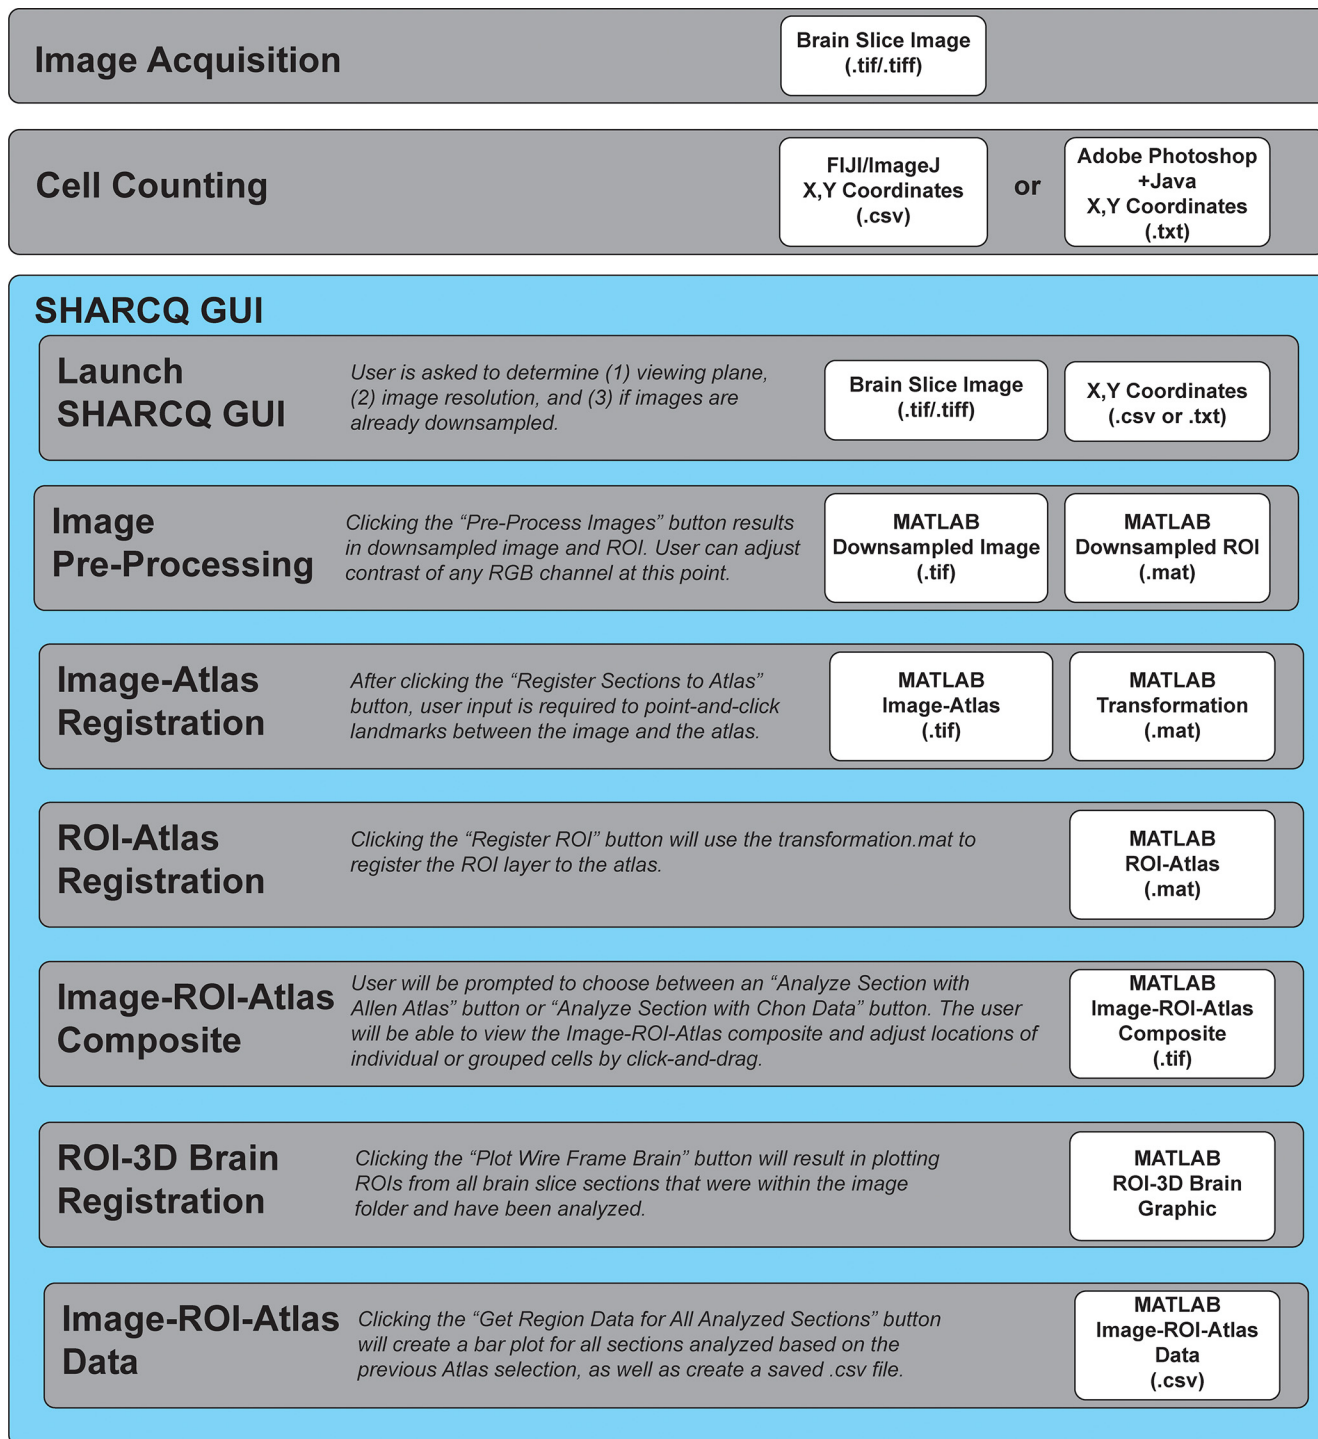 Image Acquisition
Brain Slice Image
(.tif/.tiff)
Cell Counting
FIJI/ImageJ
X,Y Coordinates
(.csv)
or
Adobe Photoshop
+Java
X,Y Coordinates
(.txt)
SHARCQ GUI
Launch
SHARCQ GUI
User is asked to determine (1) viewing plane,
(2) image resolution, and (3) if images are
already downsampled.
Brain Slice Image
(.tif/.tiff)
X,Y Coordinates
(.csv or .txt)
Image
Pre-Processing
Clicking the “Pre-Process Images” button results
in downsampled image and ROI. User can adjust
contrast of any RGB channel at this point.
MATLAB
Downsampled Image
(.tif)
MATLAB
Downsampled ROI
(.mat)
Image-Atlas
Registration
After clicking the “Register Sections to Atlas”
button, user input is required to point-and-click
landmarks between the image and the atlas.
MATLAB
Image-Atlas
(.tif)
MATLAB
Transformation
(.mat)
ROI-Atlas
Registration
Clicking the “Register ROI” button will use the transformation.mat to
register the ROI layer to the atlas.
MATLAB
ROI-Atlas
(.mat)
Image-ROI-Atlas
Composite
User will be prompted to choose between an “Analyze Section with
Allen Atlas” button or “Analyze Section with Chon Data” button. The user
will be able to view the Image-ROI-Atlas composite and adjust locations of
individual or grouped cells by click-and-drag.
MATLAB
Image-ROI-Atlas
Composite
(.tif)
ROI-3D Brain
Registration
Clicking the “Plot Wire Frame Brain” button will result in plotting
ROIs from all brain slice sections that were within the image
folder and have been analyzed.
MATLAB
ROI-3D Brain
Graphic
Image-ROI-Atlas
Data
Clicking the “Get Region Data for All Analyzed Sections” button
will create a bar plot for all sections analyzed based on the
previous Atlas selection, as well as create a saved .csv file.
MATLAB
Image-ROI-Atlas
Data
(.csv)